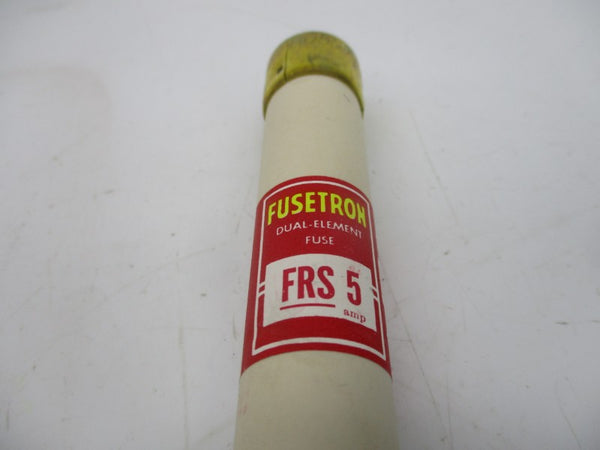 FUSETRON
DUAL-ELEMENT
FUSE
FRS 5
amp